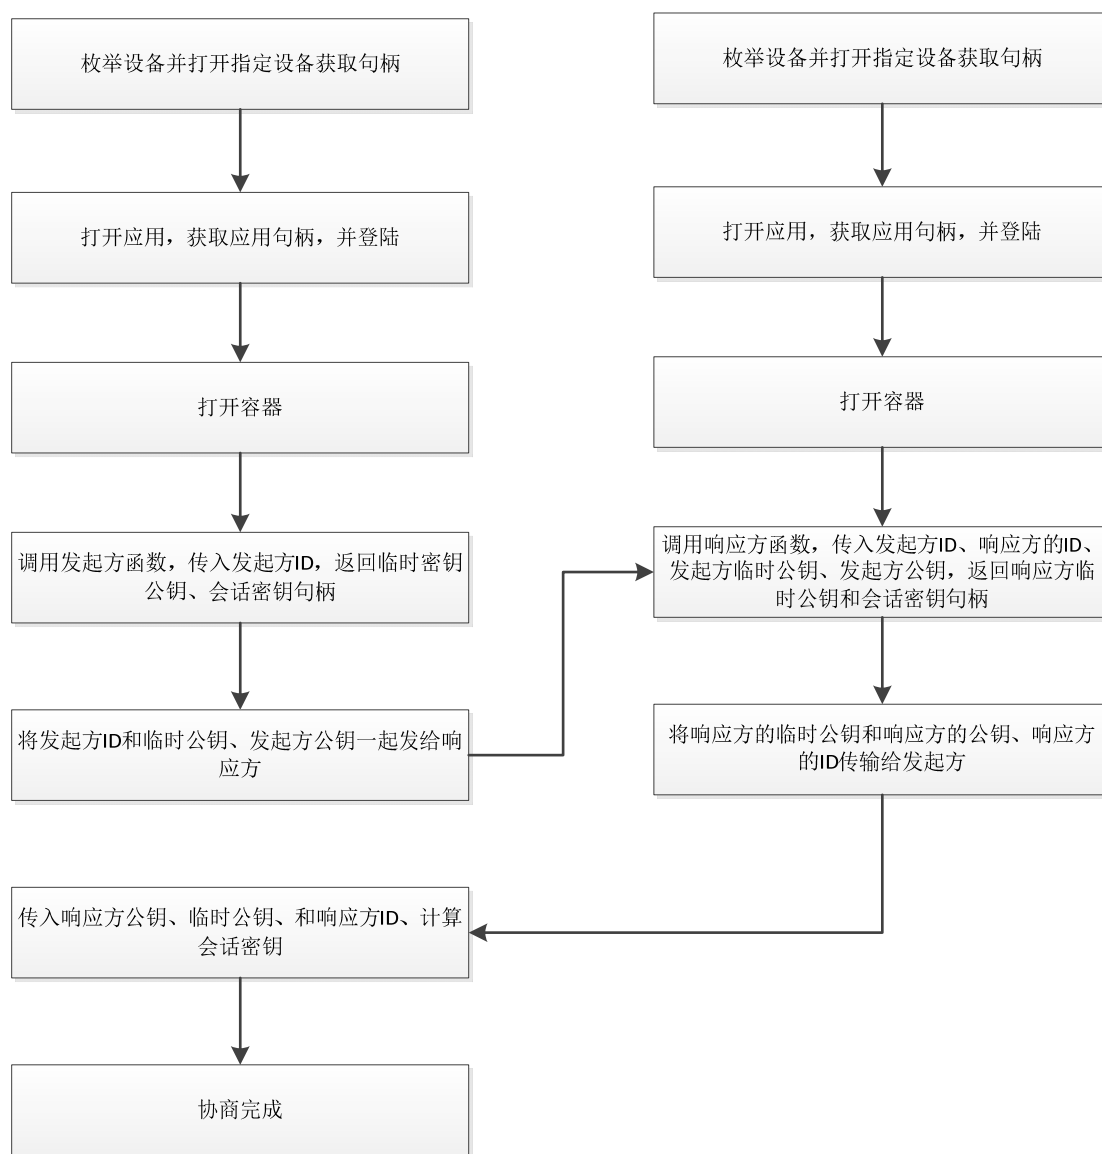 枚举设备并打开指定设备获取句柄
打开应用，获取应用句柄，并登陆
打开容器
调用发起方函数，传入发起方ID，返回临时密钥
公钥、会话密钥句柄
将发起方ID和临时公钥、发起方公钥一起发给响
应方
传入响应方公钥、临时公钥、和响应方ID、计算
会话密钥
协商完成
枚举设备并打开指定设备获取句柄
打开应用，获取应用句柄，并登陆
打开容器
调用响应方函数，传入发起方ID、响应方的ID、
发起方临时公钥、发起方公钥，返回响应方临
时公钥和会话密钥句柄
将响应方的临时公钥和响应方的公钥、响应方
的ID传输给发起方